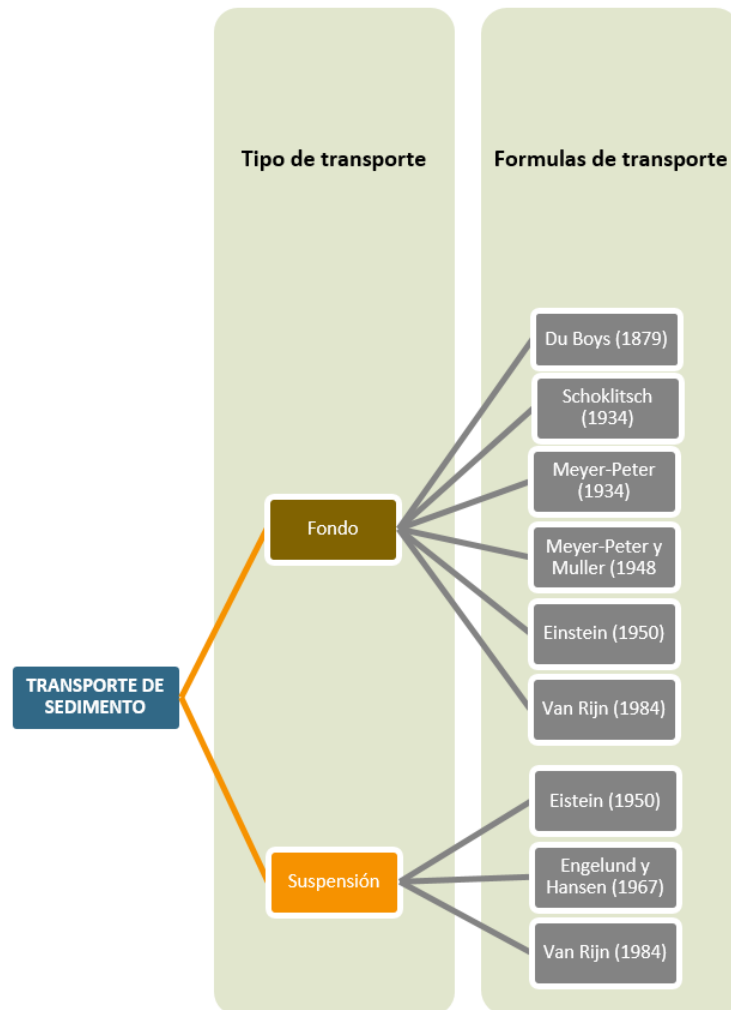 Tipo de transporte
Formulas de transporte
Du Boys (1879)
Schoklitsch
(1934)
Meyer-Peter
(1934)
Fondo
Meyer-Peter y
Muller (1948
Einstein (1950)
TRANSPORTE DE
SEDIMENTO
Van Rijn (1984)
Eistein (1950)
Suspensión
Engelund y
Hansen (1967)
Van Rijn (1984)